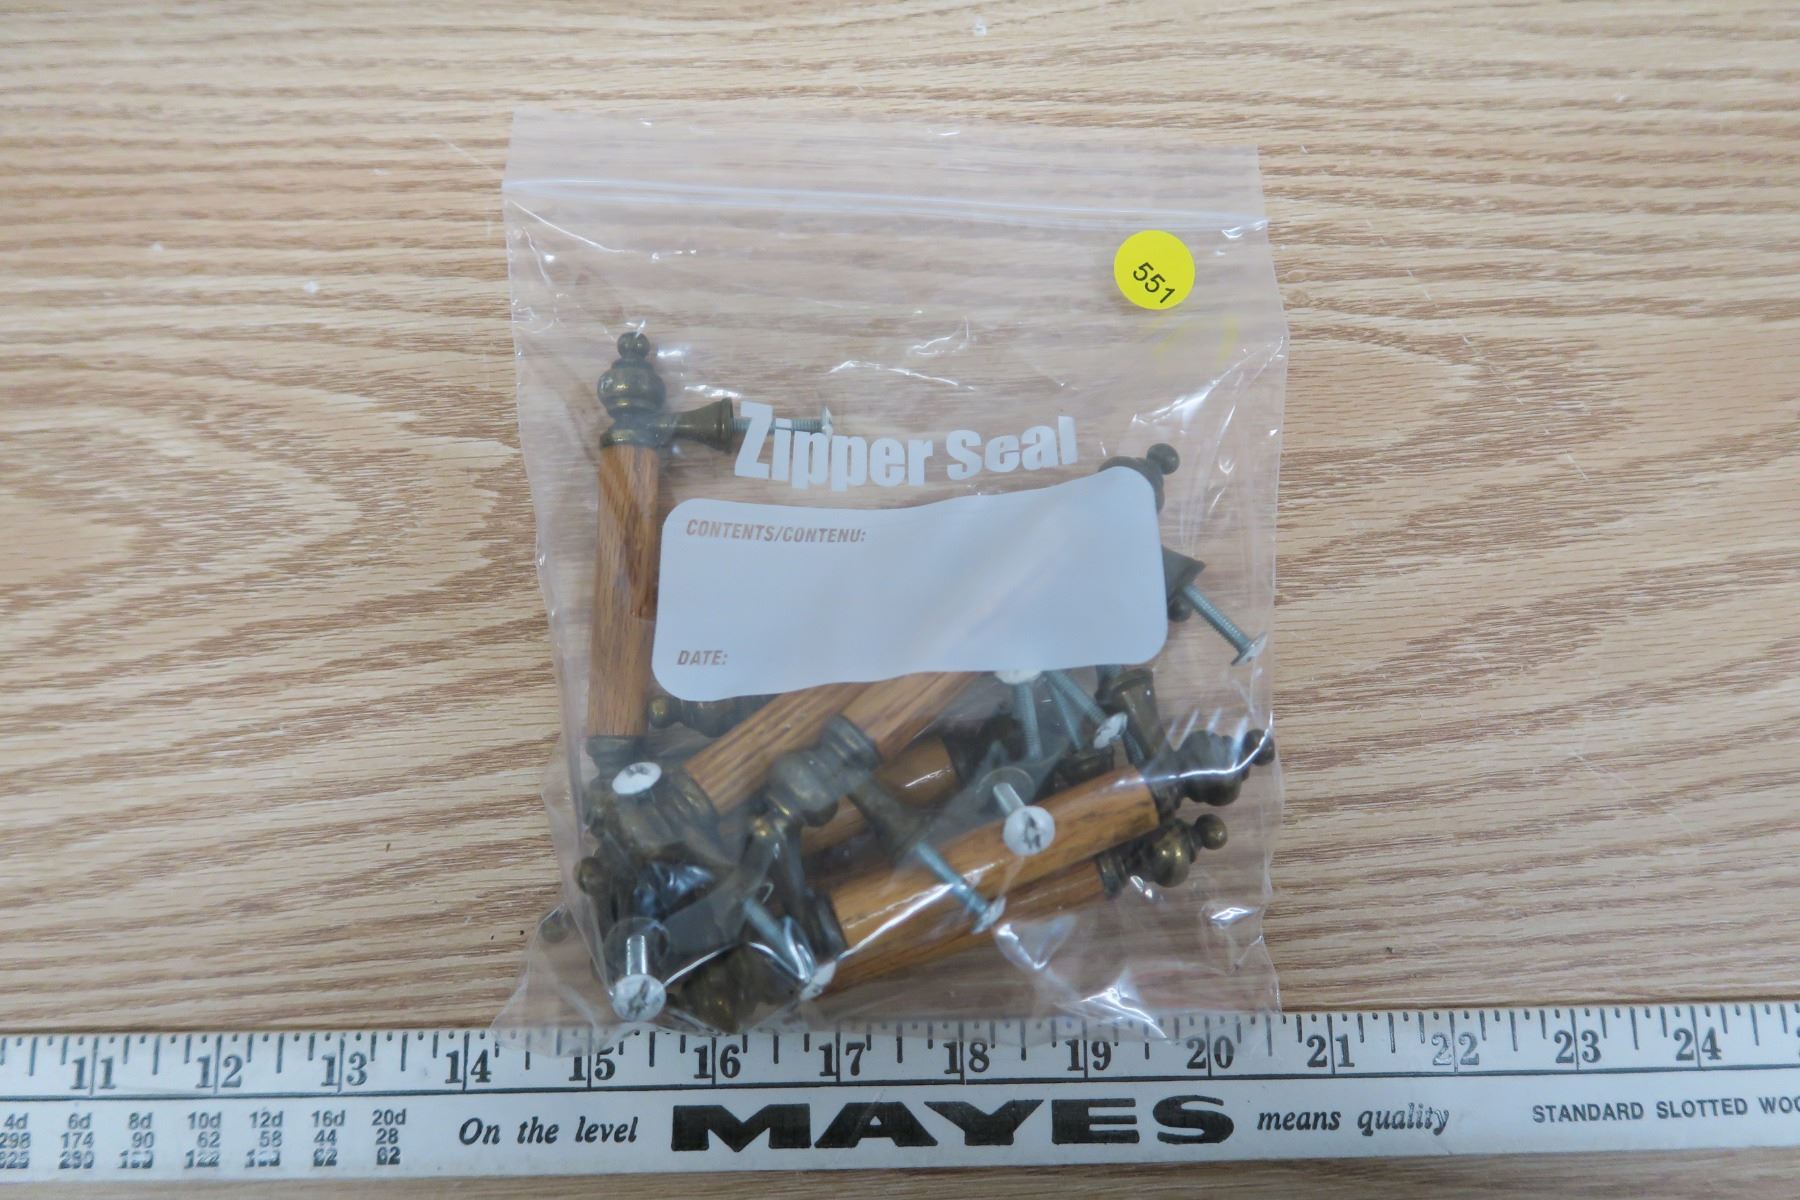 551
Zipper Seal
CONTENTS/CONTENU:
DATE:
11 12 13 14 15 16 17 18 19 20 21 22 23 24
4d 6d 8d 10d 12d 16d 20d
298 174 90 62 58 44 28
On the level MAYES means quality
STANDARD SLOTTED